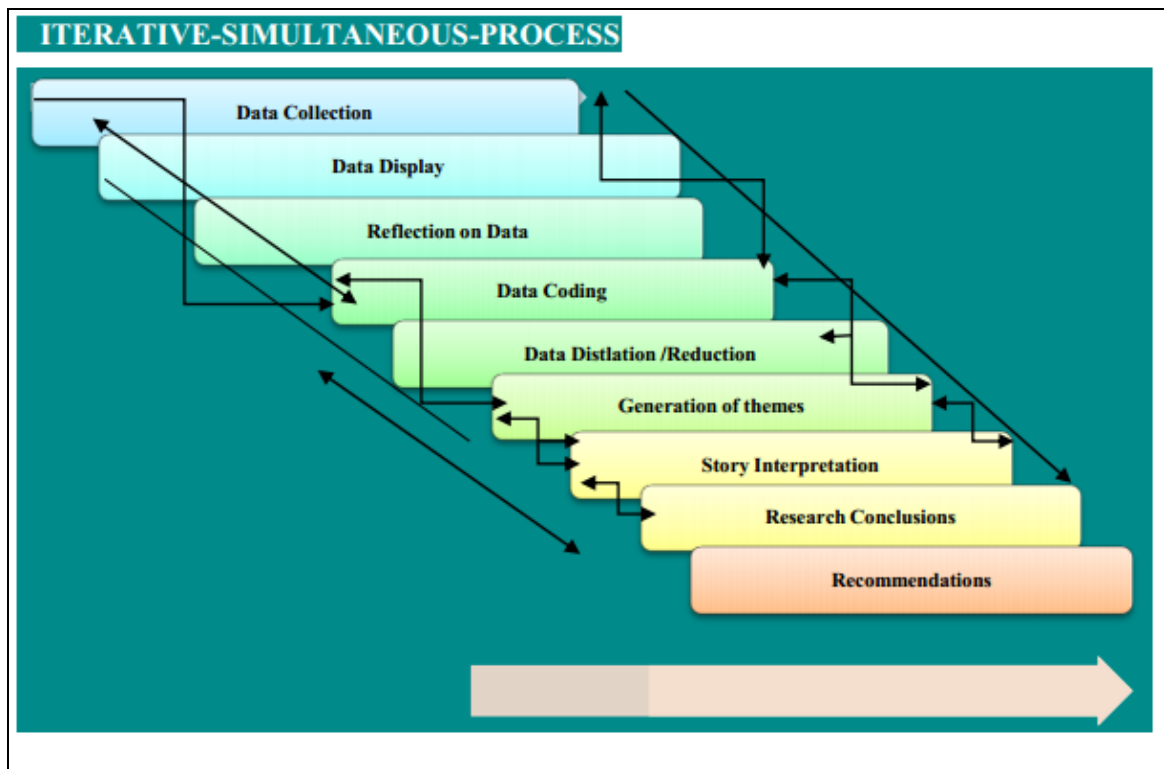 ITERATIVE-SIMULTANEOUS-PROCESS
Data Collection
Data Display
Reflection on Data
Data Coding
Data Distlation /Reduction
Generation of themes
Story Interpretation
Research Conclusions
Recommendations